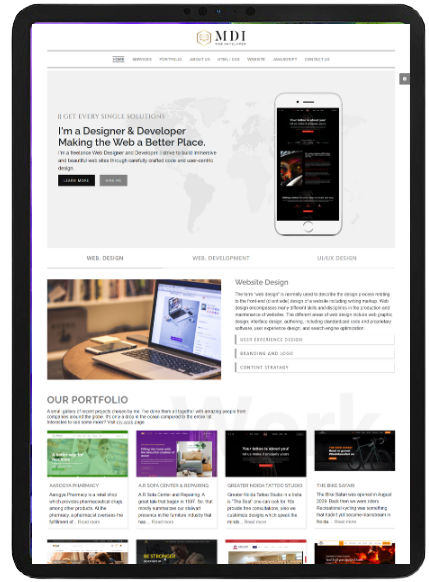 MDI
WEB DEVELOPER
HOME SERVICES PORTFOLIO ABOUT US HTML / CSS WEBSITE JAVASCRIPT CONTACT US
|| GET EVERY SINGLE SOLUTIONS
I'm a Designer & Developer
Making the Web a Better Place.
I'm a freelance Web Designer and Developer. I strive to build immersive
and beautiful web sites through carefully crafted code and user-centric
design.
LEARN MORE HIRE ME
WEB. DESIGN WEB. DEVELOPMENT UI/UX DESIGN
Website Design
The term "web design" is normally used to describe the design process relating
to the front-end (client side) design of a website including writing markup. Web
design encompasses many different skills and disciplines in the production and
maintenance of websites. The different areas of web design include web graphic
design; interface design; authoring, including standardized code and proprietary
software; user experience design; and search engine optimization.
USER EXPERIENCE DESIGN
BRANDING AND LOGO
CONTENT STRATEGY
Work
OUR PORTFOLIO
A small gallery of recent projects chosen by me. I've done them all together with amazing people from
companies around the globe. It's only a drop in the ocean compared to the entire list.
Interested to see some more? Visit my work page
AAROGYA PHARMACY
Aarogya Pharmacy is a retail shop
which provides pharmaceutical drugs,
among other products. At the
pharmacy, a pharmacist oversees the
fulfillment of ... Read more
A.R SOFA CENTER & REPAIRING
A.R Sofa Center and Repairing. A
great tale that began in 1987. So, that
mostly summarises our stalwart
presence in the furniture industry that
has ... Read more
GREATER NOIDA TATTOO STUDIO
Greater Noida Tattoo Studio is a India
is "The Best" one can look for. We
provide free consultations, also we
customize designs which speaks the
minds... Read more
THE BIKE SAFAR
The Bike Safar was opened in August
2009. Back then we were
Recreational cycling was something
that hadn't yet become mainstream in
Noida... Read more
BE STRONGER